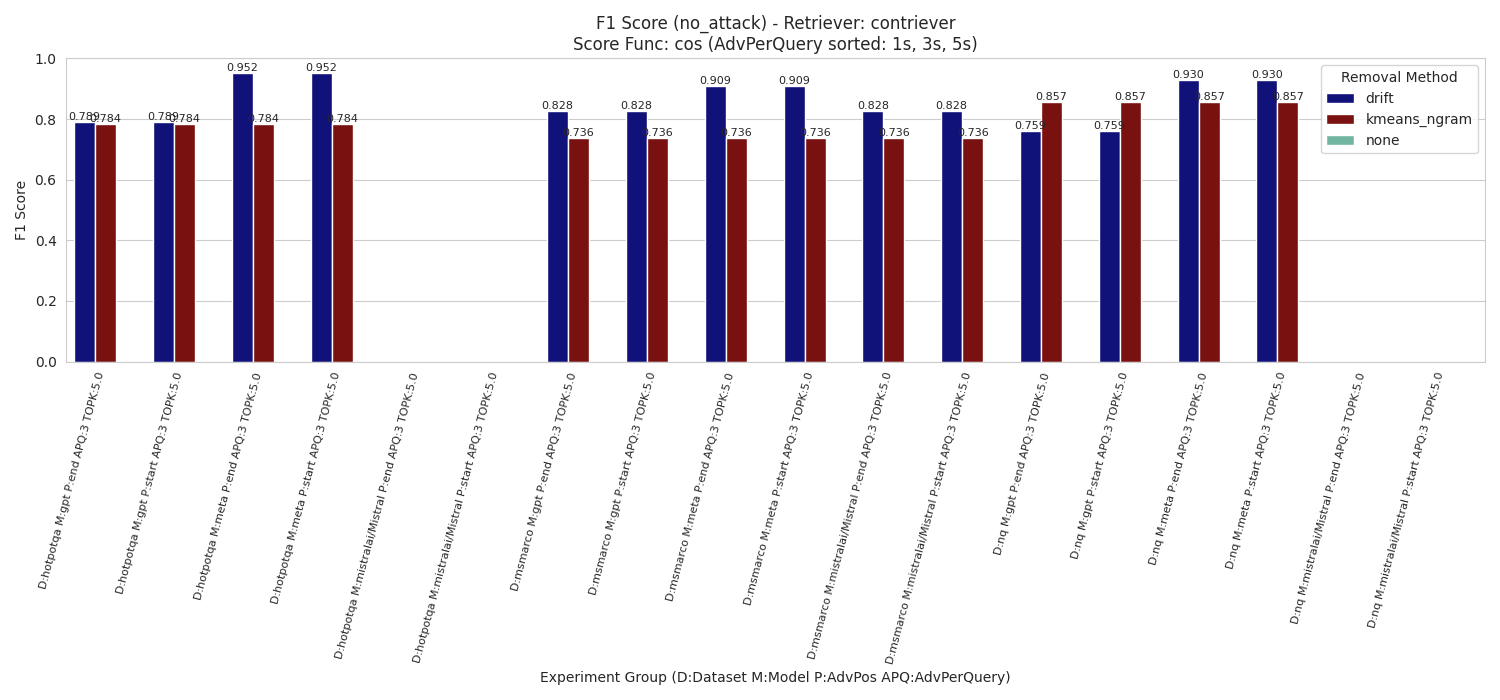 F1 Score (no_attack) - Retriever: contriever
Score Func: cos (AdvPerQuery sorted: 1s, 3s, 5s)
F1 Score
1.0
0.8
0.6
0.4
0.2
0.0
0.789
0.784
0.789
0.784
0.952
0.784
0.952
0.784
0.828
0.736
0.828
0.736
0.909
0.736
0.909
0.736
0.828
0.736
0.828
0.736
0.759
0.857
0.759
0.857
0.930
0.857
0.930
0.857
Removal Method
drift
kmeans_ngram
none
D:hotpotqa M:gpt P:end APQ:3 TOPK:5.0
D:hotpotqa M:gpt P:start APQ:3 TOPK:5.0
D:hotpotqa M:meta P:end APQ:3 TOPK:5.0
D:hotpotqa M:meta P:start APQ:3 TOPK:5.0
D:hotpotqa M:mistralai/Mistral P:end APQ:3 TOPK:5.0
D:hotpotqa M:mistralai/Mistral P:start APQ:3 TOPK:5.0
D:msmarco M:gpt P:end APQ:3 TOPK:5.0
D:msmarco M:gpt P:start APQ:3 TOPK:5.0
D:msmarco M:meta P:end APQ:3 TOPK:5.0
D:msmarco M:meta P:start APQ:3 TOPK:5.0
D:msmarco M:mistralai/Mistral P:end APQ:3 TOPK:5.0
D:msmarco M:mistralai/Mistral P:start APQ:3 TOPK:5.0
D:nq M:gpt P:end APQ:3 TOPK:5.0
D:nq M:gpt P:start APQ:3 TOPK:5.0
D:nq M:meta P:end APQ:3 TOPK:5.0
D:nq M:meta P:start APQ:3 TOPK:5.0
D:nq M:mistralai/Mistral P:end APQ:3 TOPK:5.0
D:nq M:mistralai/Mistral P:start APQ:3 TOPK:5.0
Experiment Group (D:Dataset M:Model P:AdvPos APQ:AdvPerQuery)